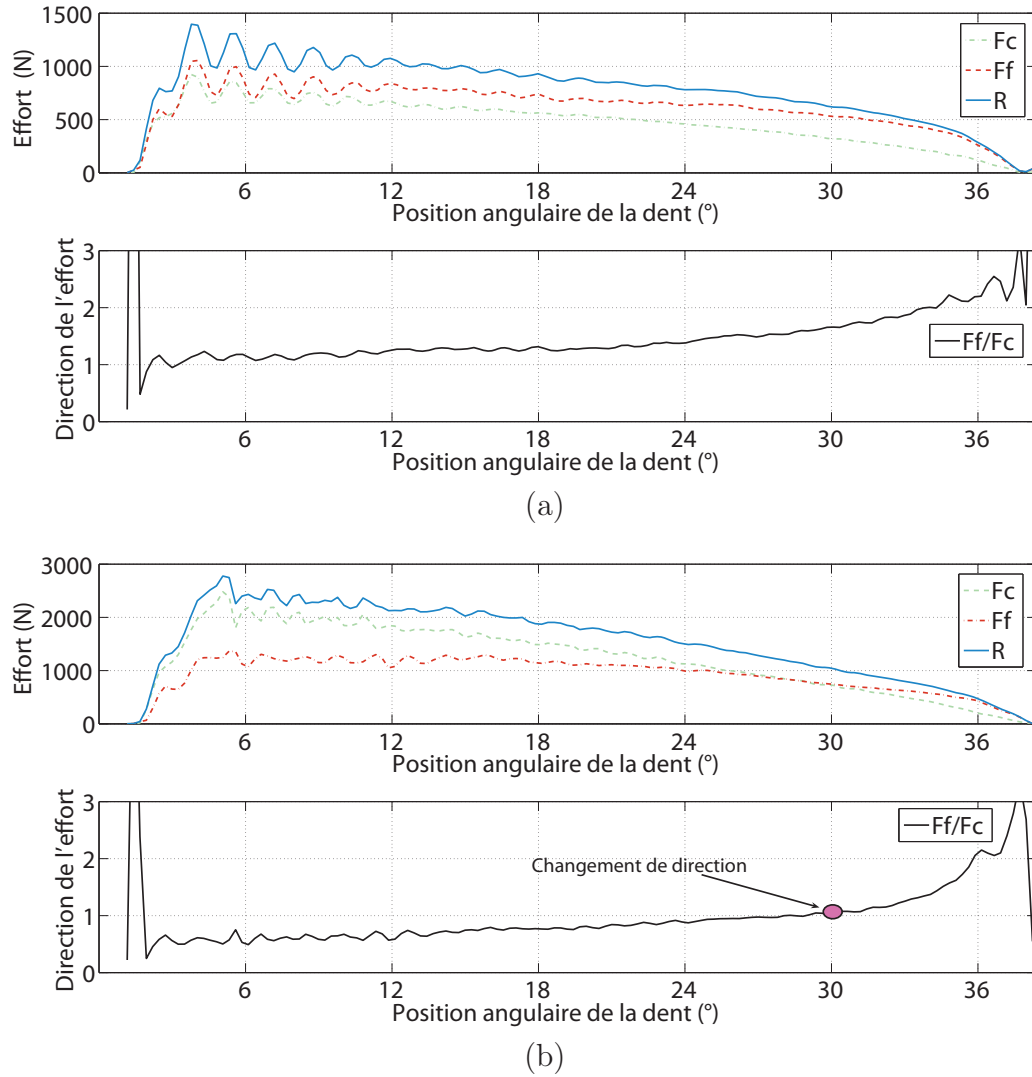 1500
1000
500
0
Effort (N)
Fc
Ff
R
6
12
18
24
30
36
Position angulaire de la dent (°)
3
2
1
0
Direction de l'effort
Ff/Fc
6
12
18
24
30
36
Position angulaire de la dent (°)
(a)
3000
2000
1000
0
Effort (N)
Fc
Ff
R
6
12
18
24
30
36
Position angulaire de la dent (°)
3
2
1
0
Direction de l'effort
Ff/Fc
Changement de direction
6
12
18
24
30
36
Position angulaire de la dent (°)
(b)